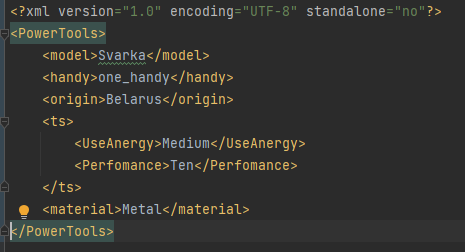 <?xml version="1.0" encoding="UTF-8" standalone="no"?>
<PowerTools>
<model>Svarka</model>
<handy>one_handy</handy>
<origin>Belarus</origin>
<ts>
<UseAnergy>Medium</UseAnergy>
<Perfomance>Ten</Perfomance>
</ts>
<material>Metal</material>
</PowerTools>